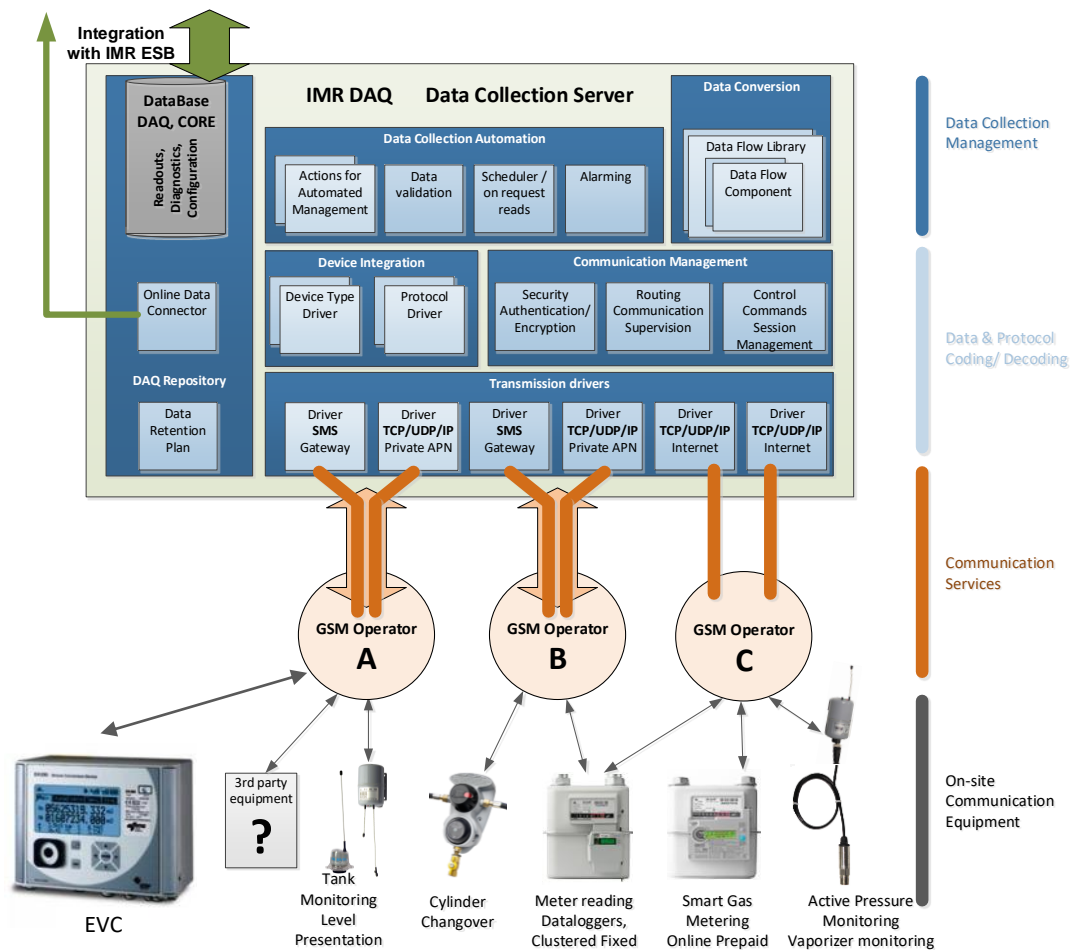 Integration
with IMR ESB
DataBase
DAQ, CORE
Readouts,
Diagnostics,
Configuration
IMR DAQ Data Collection Server
Data Conversion
Data Flow Library
Data Flow
Component
Data Collection Automation
Actions for
Automated
Management
Data
validation
Scheduler /
on request
reads
Alarming
Data Collection
Management
Online Data
Connector
Device Integration
Device Type
Driver
Protocol
Driver
Communication Management
Security
Authentication/
Encryption
Routing
Communication
Supervision
Control
Commands
Session
Management
Data & Protocol
Coding/ Decoding
DAQ Repository
Data
Retention
Plan
Transmission drivers
Driver
SMS
Gateway
Driver
TCP/UDP/IP
Private APN
Driver
SMS
Gateway
Driver
TCP/UDP/IP
Private APN
Driver
TCP/UDP/IP
Internet
Driver
TCP/UDP/IP
Internet
Communication
Services
GSM Operator
A
GSM Operator
B
GSM Operator
C
On-site
Communication
Equipment
EVC
3rd party
equipment
?
Tank
Monitoring
Level
Presentation
Cylinder
Changover
Meter reading
Dataloggers,
Clustered Fixed
Smart Gas
Metering
Online Prepaid
Active Pressure
Monitoring
Vaporizer monitoring